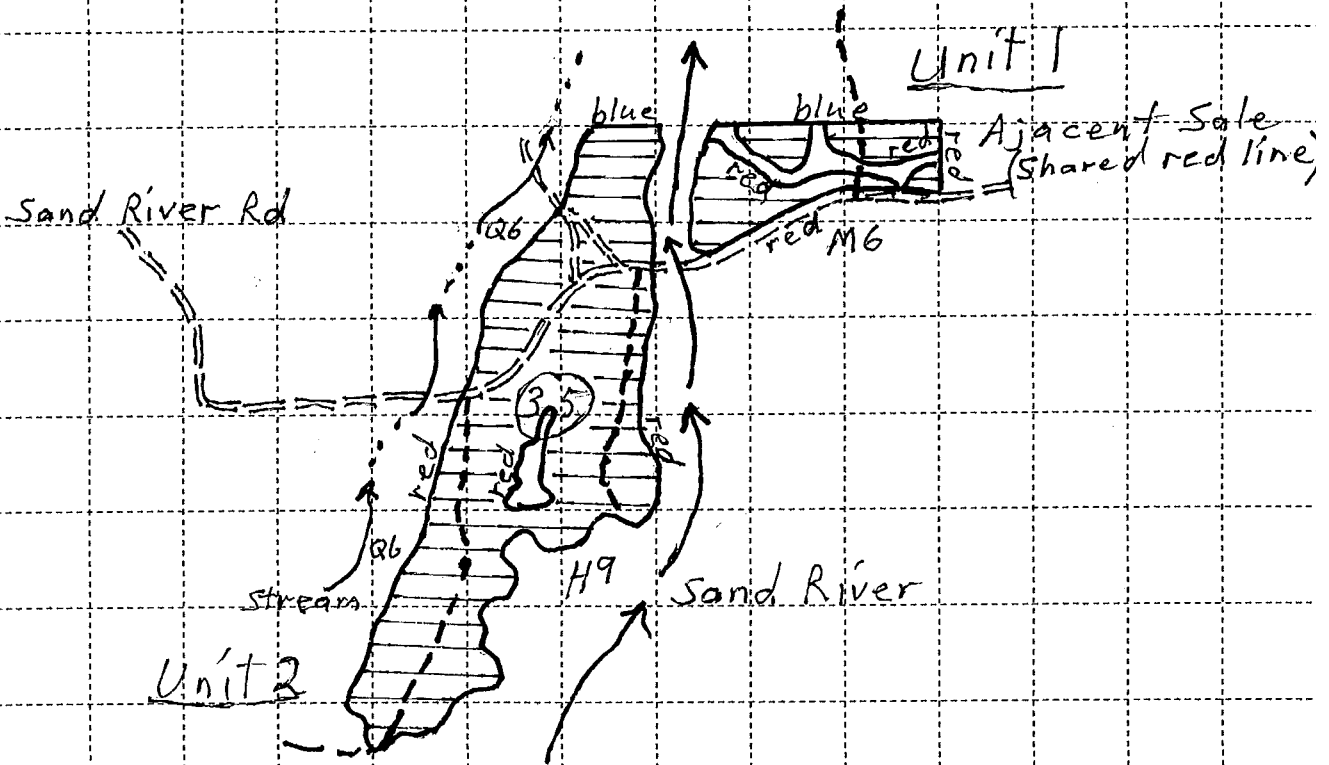 Unit 1
blue
blue
red
red
Ajacent Sale
(Shared red line)
red
Sand River Rd
Q6
red
M6
35
red
red
red
Q6
H9
Stream
Sand River
Unit 2